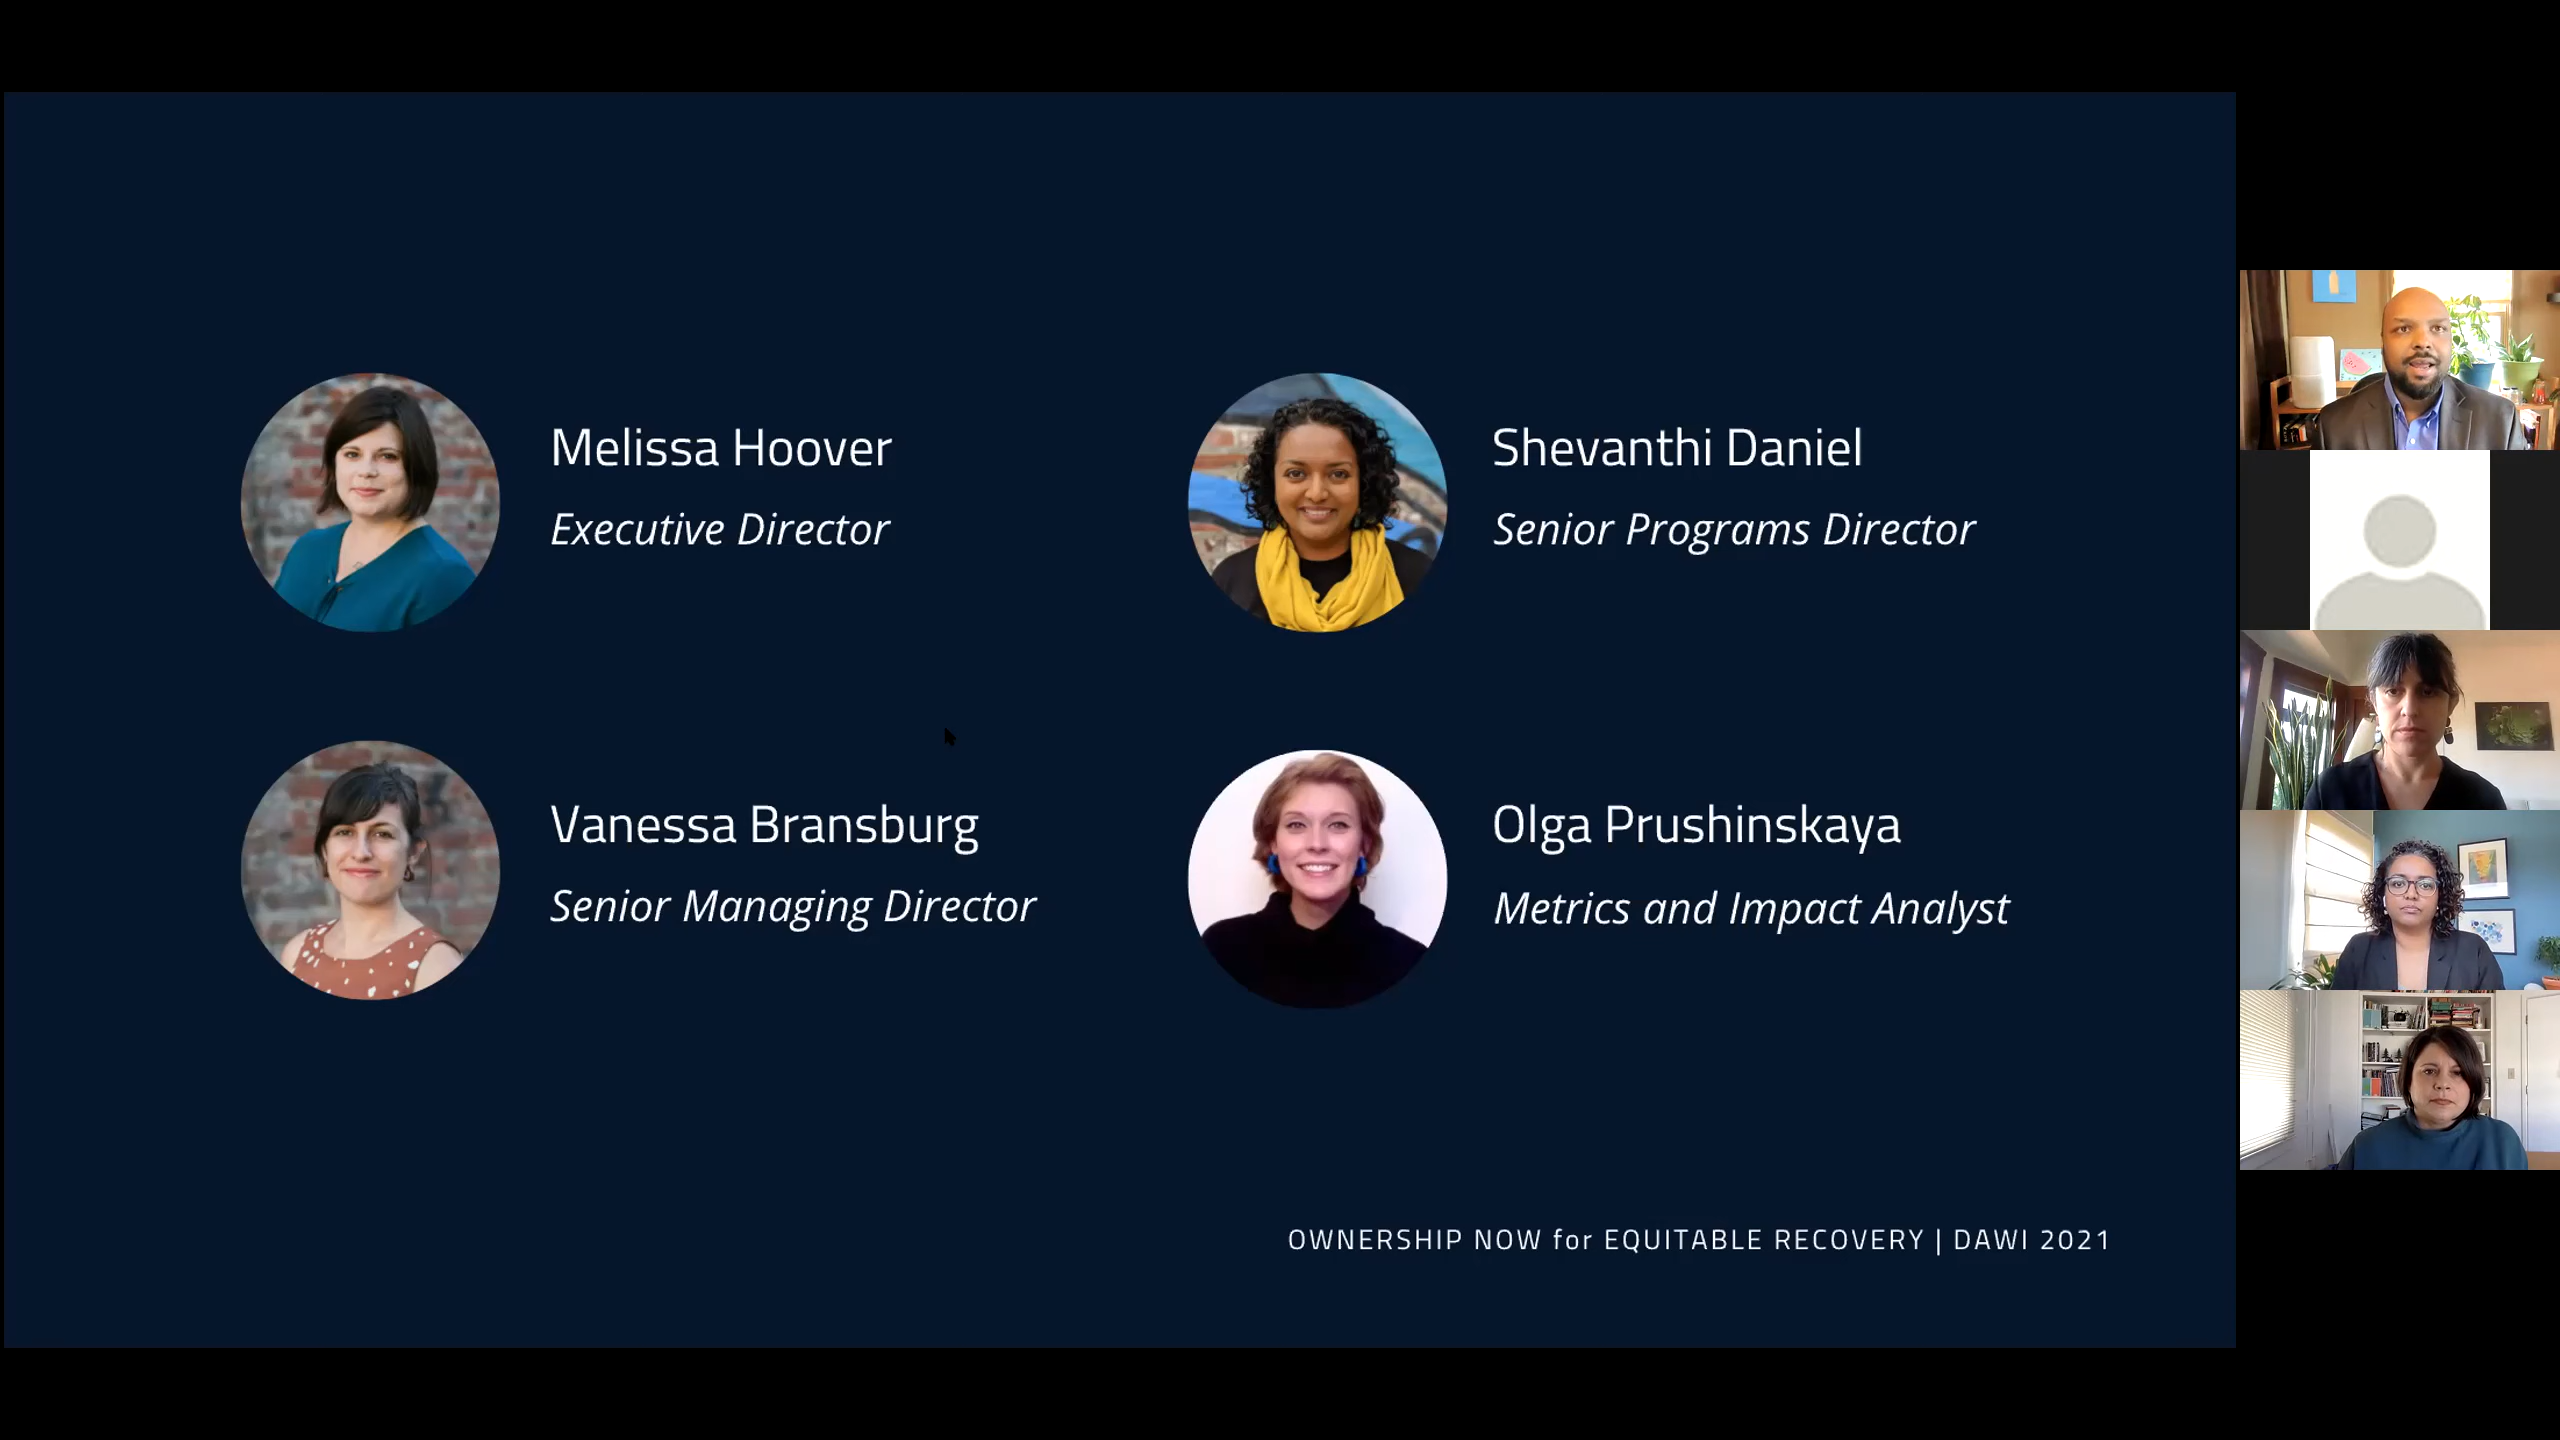 Melissa Hoover
Executive Director
Shevanthi Daniel
Senior Programs Director
Vanessa Bransburg
Senior Managing Director
Olga Prushinskaya
Metrics and Impact Analyst
OWNERSHIP NOW for EQUITABLE RECOVERY | DAWI 2021